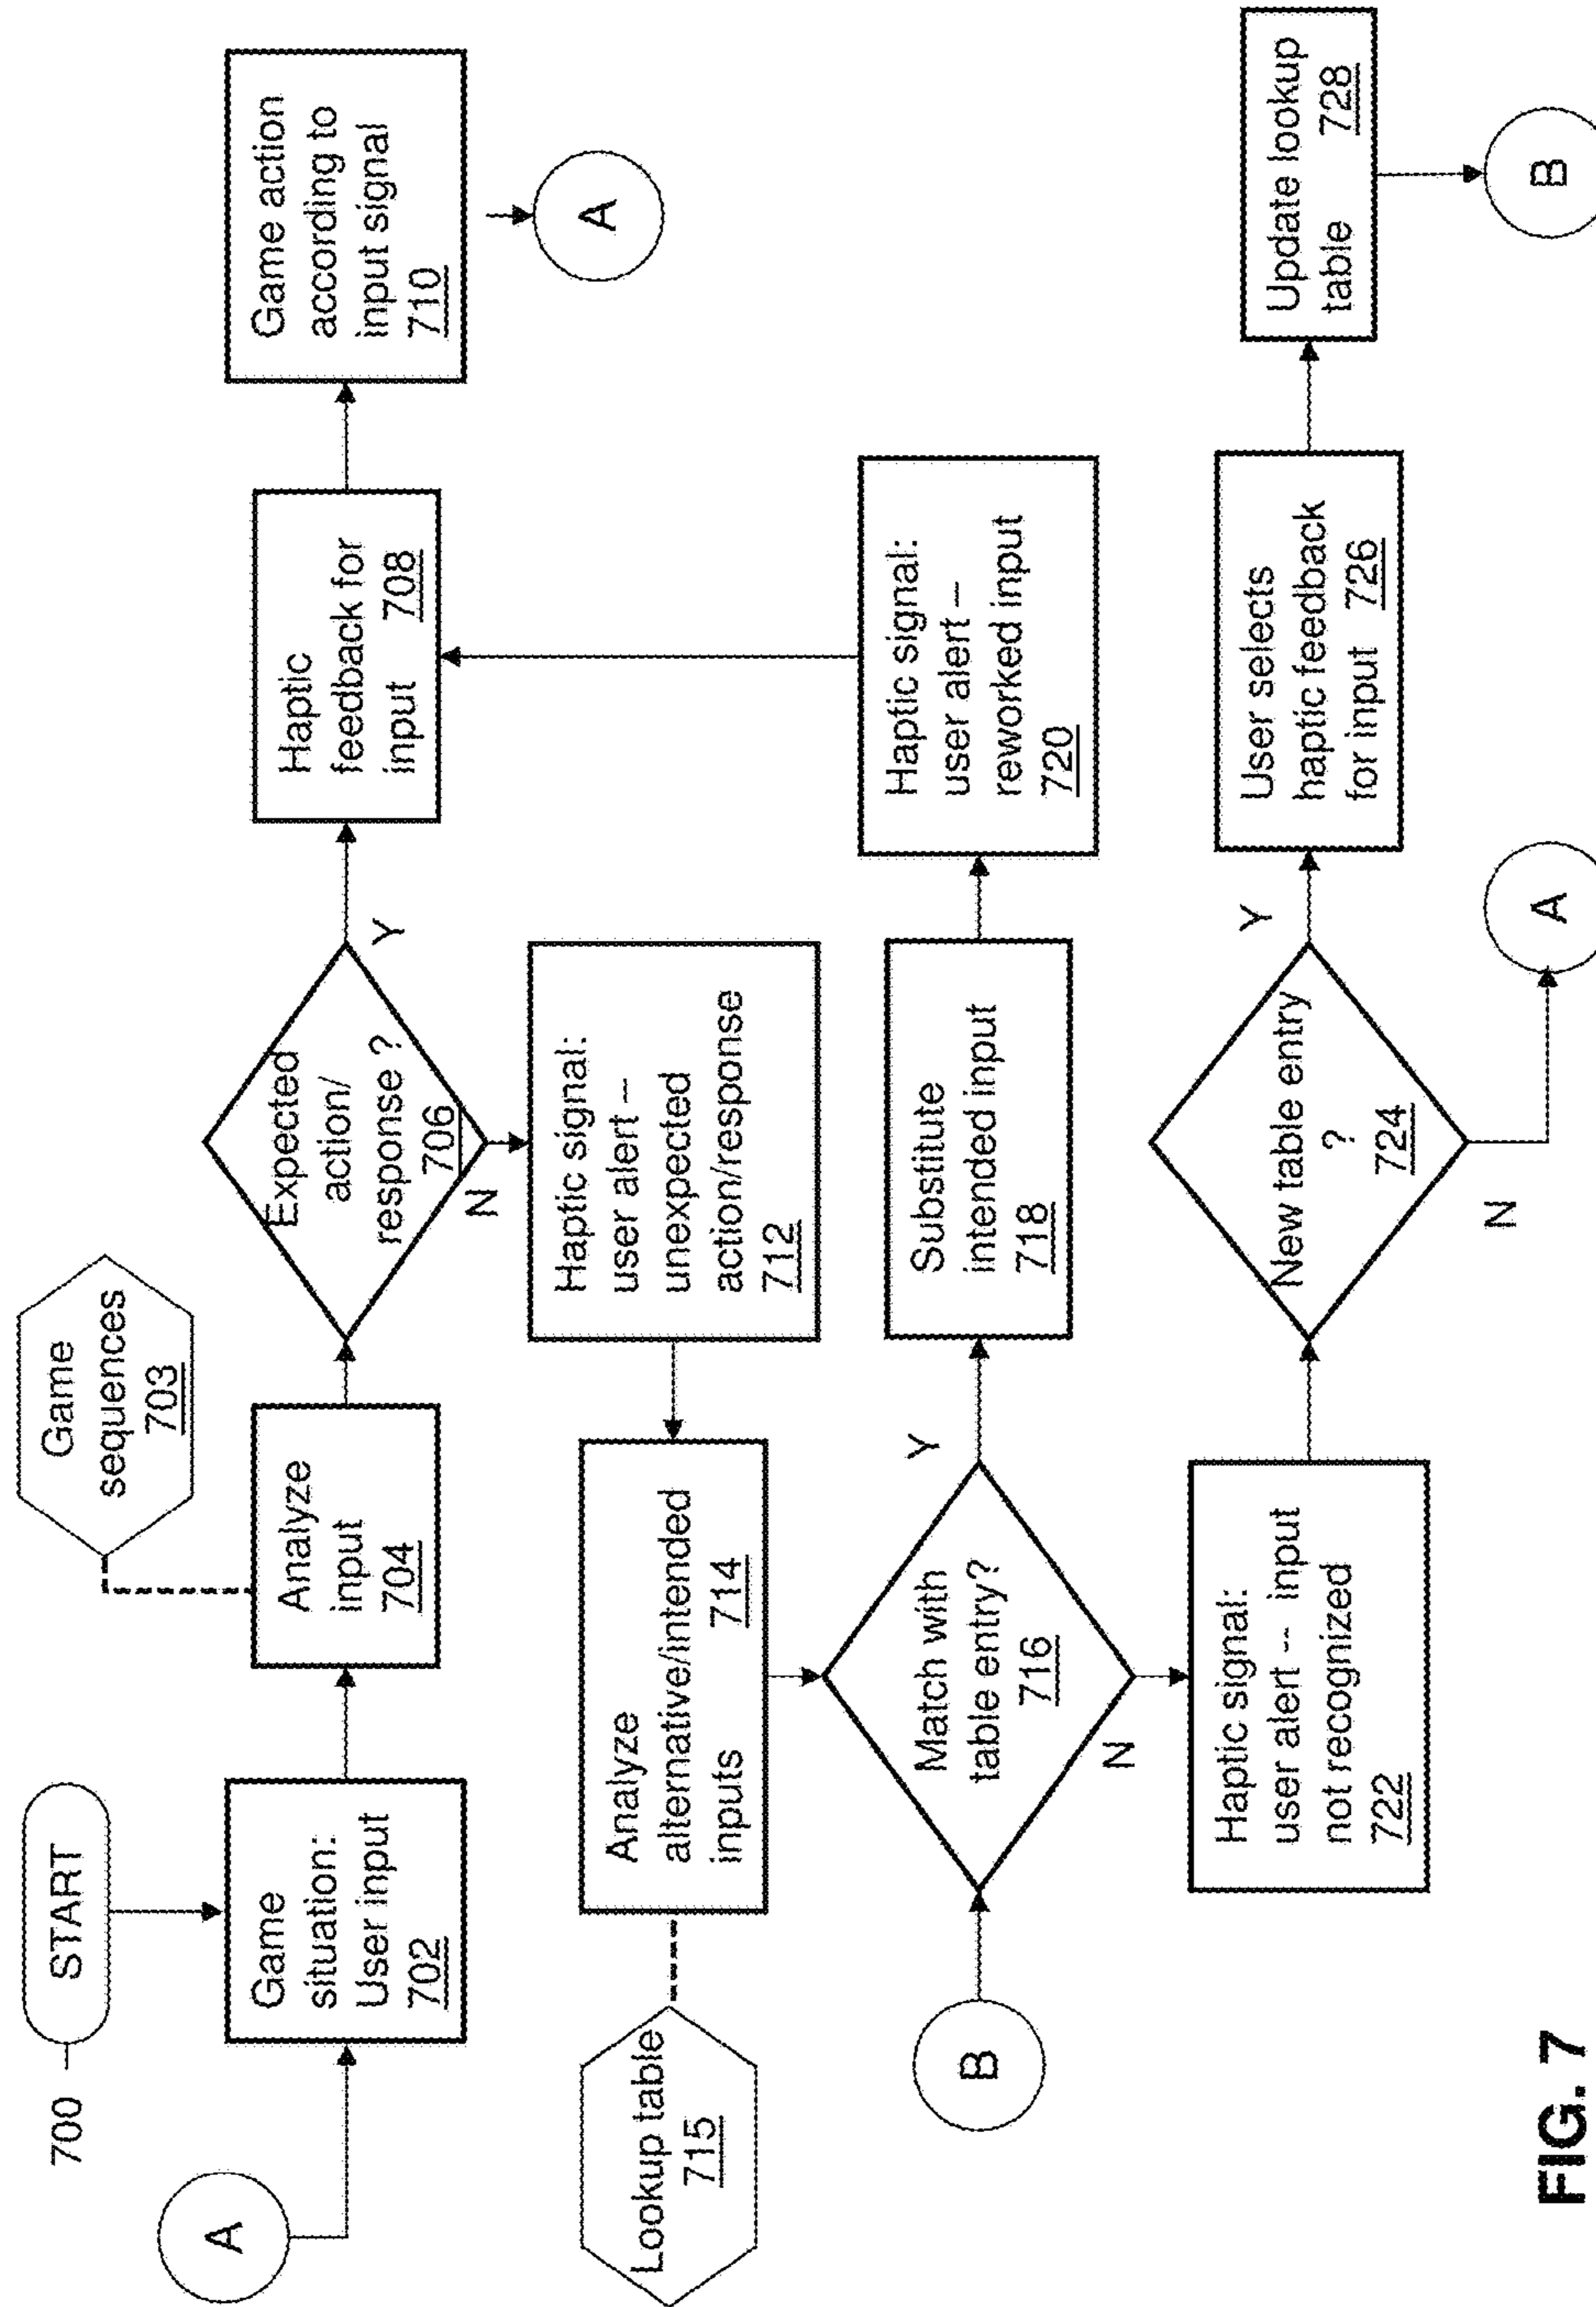 700
START
A
Game
situation:
User input
702
Game
sequences
703
Analyze
input
704
Expected
action/
response ?
706
Y
N
Haptic
feedback for
input 708
Game action
according to
input signal
710
A
Haptic signal:
user alert –
unexpected
action/response
712
Lookup table
715
Analyze
alternative/intended
inputs 714
B
Match with
table entry?
716
Y
N
Substitute
intended input
718
Haptic signal:
user alert –
reworked input
720
Haptic signal:
user alert -- input
not recognized
722
New table entry
?
724
Y
N
A
User selects
haptic feedback
for input 726
Update lookup
table 728
B
FIG. 7